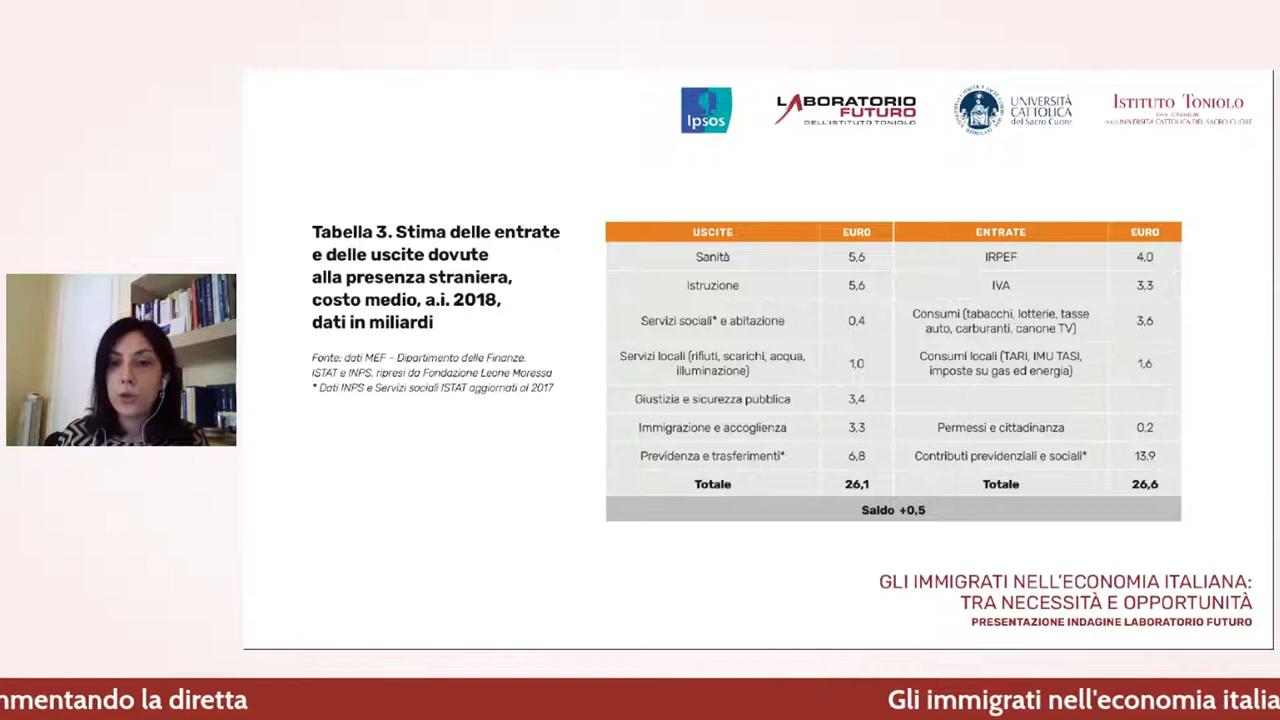 Ipsos
LABORATORIO
FUTURO
DELL'ISTITUTO TONIOLO
UNIVERSITÀ
CATTOLICA
del Sacro Cuore
ISTITUTO TONIOLO
DELL'UNIVERSITÀ CATTOLICA DEL SACRO CUORE
Tabella 3. Stima delle entrate
e delle uscite dovute
alla presenza straniera,
costo medio, a.i. 2018,
dati in miliardi
Fonte: dati MEF – Dipartimento delle Finanze,
ISTAT e INPS, ripresi da Fondazione Leone Moressa
* Dati INPS e Servizi sociali ISTAT aggiornati al 2017
USCITE EURO ENTRATE EURO
Sanità 5,6 IRPEF 4,0
Istruzione 5,6 IVA 3,3
Servizi sociali* e abitazione 0,4 Consumi (tabacchi, lotterie, tasse
auto, carburanti, canone TV) 3,6
Servizi locali (rifiuti, scarichi, acqua,
illuminazione) 1,0 Consumi locali (TARI, IMU TASI,
imposte su gas ed energia) 1,6
Giustizia e sicurezza pubblica 3,4
Immigrazione e accoglienza 3,3 Permessi e cittadinanza 0,2
Previdenza e trasferimenti* 6,8 Contributi previdenziali e sociali* 13,9
Totale 26,1 Totale 26,6
Saldo +0,5
GLI IMMIGRATI NELL'ECONOMIA ITALIANA:
TRA NECESSITÀ E OPPORTUNITÀ
PRESENTAZIONE INDAGINE LABORATORIO FUTURO
mmentando la diretta
Gli immigrati nell'economia italia